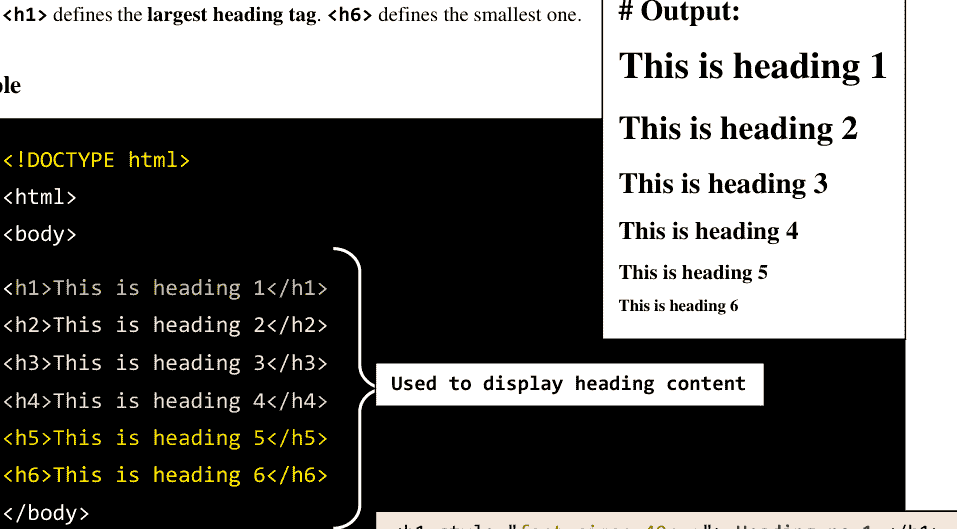 <h1> defines the largest heading tag. <h6> defines the smallest one.
# Output:
This is heading 1
This is heading 2
This is heading 3
This is heading 4
This is heading 5
This is heading 6
<!DOCTYPE html>
<html>
<body>
<h1>This is heading 1</h1>
<h2>This is heading 2</h2>
<h3>This is heading 3</h3>
<h4>This is heading 4</h4>
<h5>This is heading 5</h5>
<h6>This is heading 6</h6>
</body>
Used to display heading content